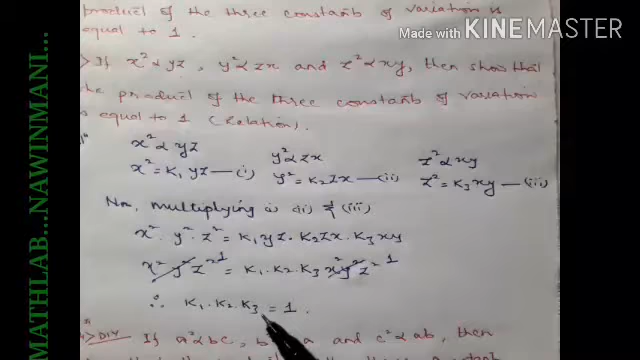 product of the three constants of variation is
equal to 1.
Made with KINEMASTER
> If x² α yz, y² α zx and z² α xy, then show that
the product of the three constants of variation
is equal to 1 (Relation).
x² α yz
y² α zx
z² α xy
x² = K₁ yz — (i)
y² = K₂ zx — (ii)
z² = K₃ xy — (iii)
Now, multiplying (i) (ii) & (iii)
x² · y² · z² = K₁ yz · K₂ zx · K₃ xy
x² y² z² 1 = K₁ · K₂ · K₃ x² y² z² 1
∴ K₁ · K₂ · K₃ = 1.
> DIY If a² α bc, b a and c² α ab, then
MATHLAB...NAWINMANI...